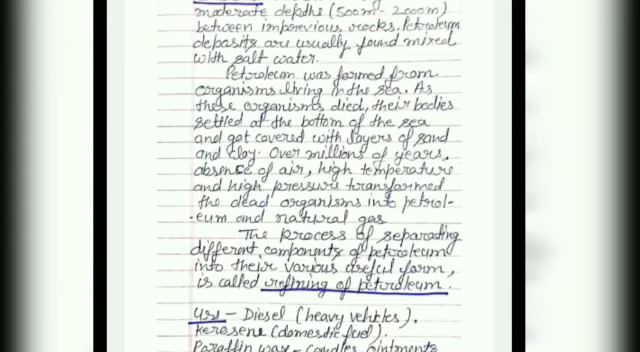 moderate depths (500m - 2000m)
between impervious rocks. Petroleum
deposits are usually found mixed
with salt water.
Petroleum was formed from
organisms living in the sea. As
these organisms died, their bodies
settled at the bottom of the sea
and got covered with layers of sand
and clay. Over millions of years,
absence of air, high temperature
and high pressure transformed
the dead organisms into petrol-
-eum and natural gas.
The process of separating
different components of petroleum
into their various useful form,
is called refining of petroleum.
Use - Diesel (heavy vehicles).
Kerosene (domestic fuel).
Paraffin wax - Candles, ointments